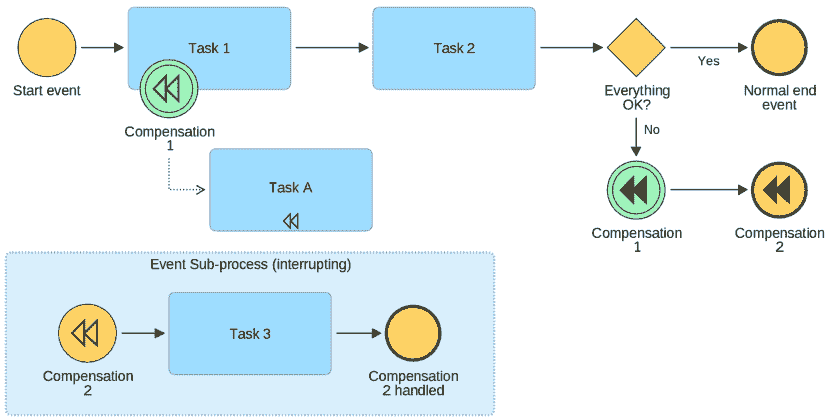 Task 1
Task 2
Start event
Yes
Everything
OK?
Normal end
event
Compensation
1
No
Task A
Compensation
1
Compensation
2
Event Sub-process (interrupting)
Task 3
Compensation
2
Compensation
2 handled